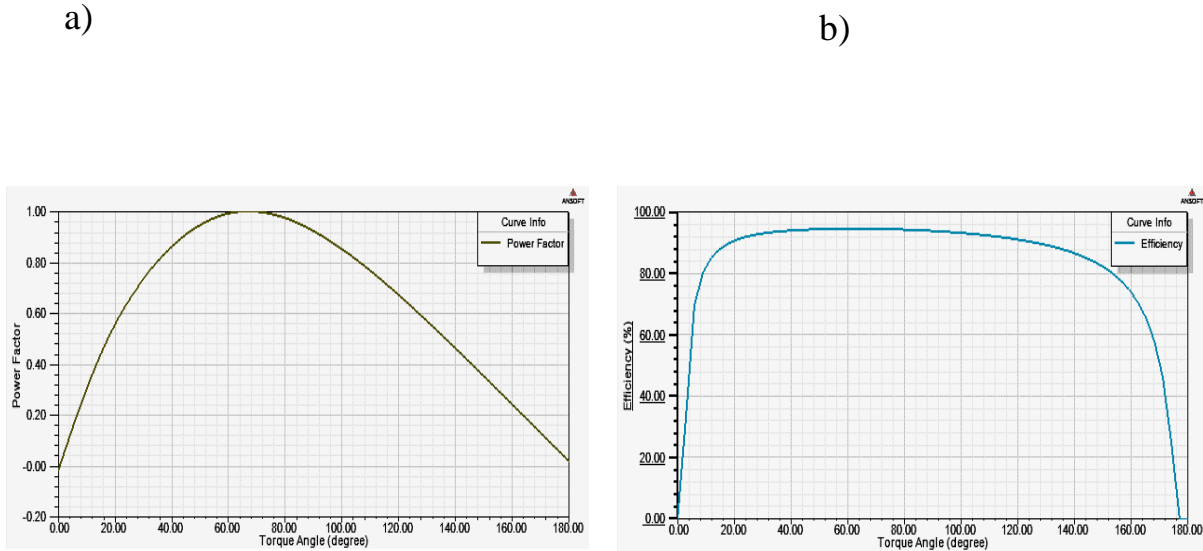 a)
b)
ANSOFT
Curve Info
Power Factor
1.00
0.80
0.60
0.40
0.20
-0.00
-0.20
Power Factor
0.00 20.00 40.00 60.00 80.00 100.00 120.00 140.00 160.00 180.00
Torque Angle (degree)
ANSOFT
Curve Info
Efficiency
100.00
80.00
60.00
40.00
20.00
0.00
Efficiency (%)
0.00 20.00 40.00 60.00 80.00 100.00 120.00 140.00 160.00 180.00
Torque Angle (degree)